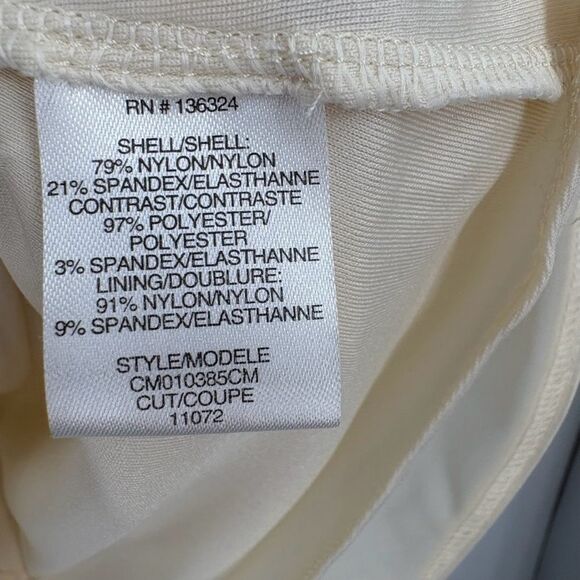 RN # 136324
SHELL/SHELL:
79% NYLON/NYLON
21% SPANDEX/ELASTHANNE
CONTRAST/CONTRASTE
97% POLYESTER/
POLYESTER
3% SPANDEX/ELASTHANNE
LINING/DOUBLURE:
91% NYLON/NYLON
9% SPANDEX/ELASTHANNE
STYLE/MODELE
CM010385CM
CUT/COUPE
11072